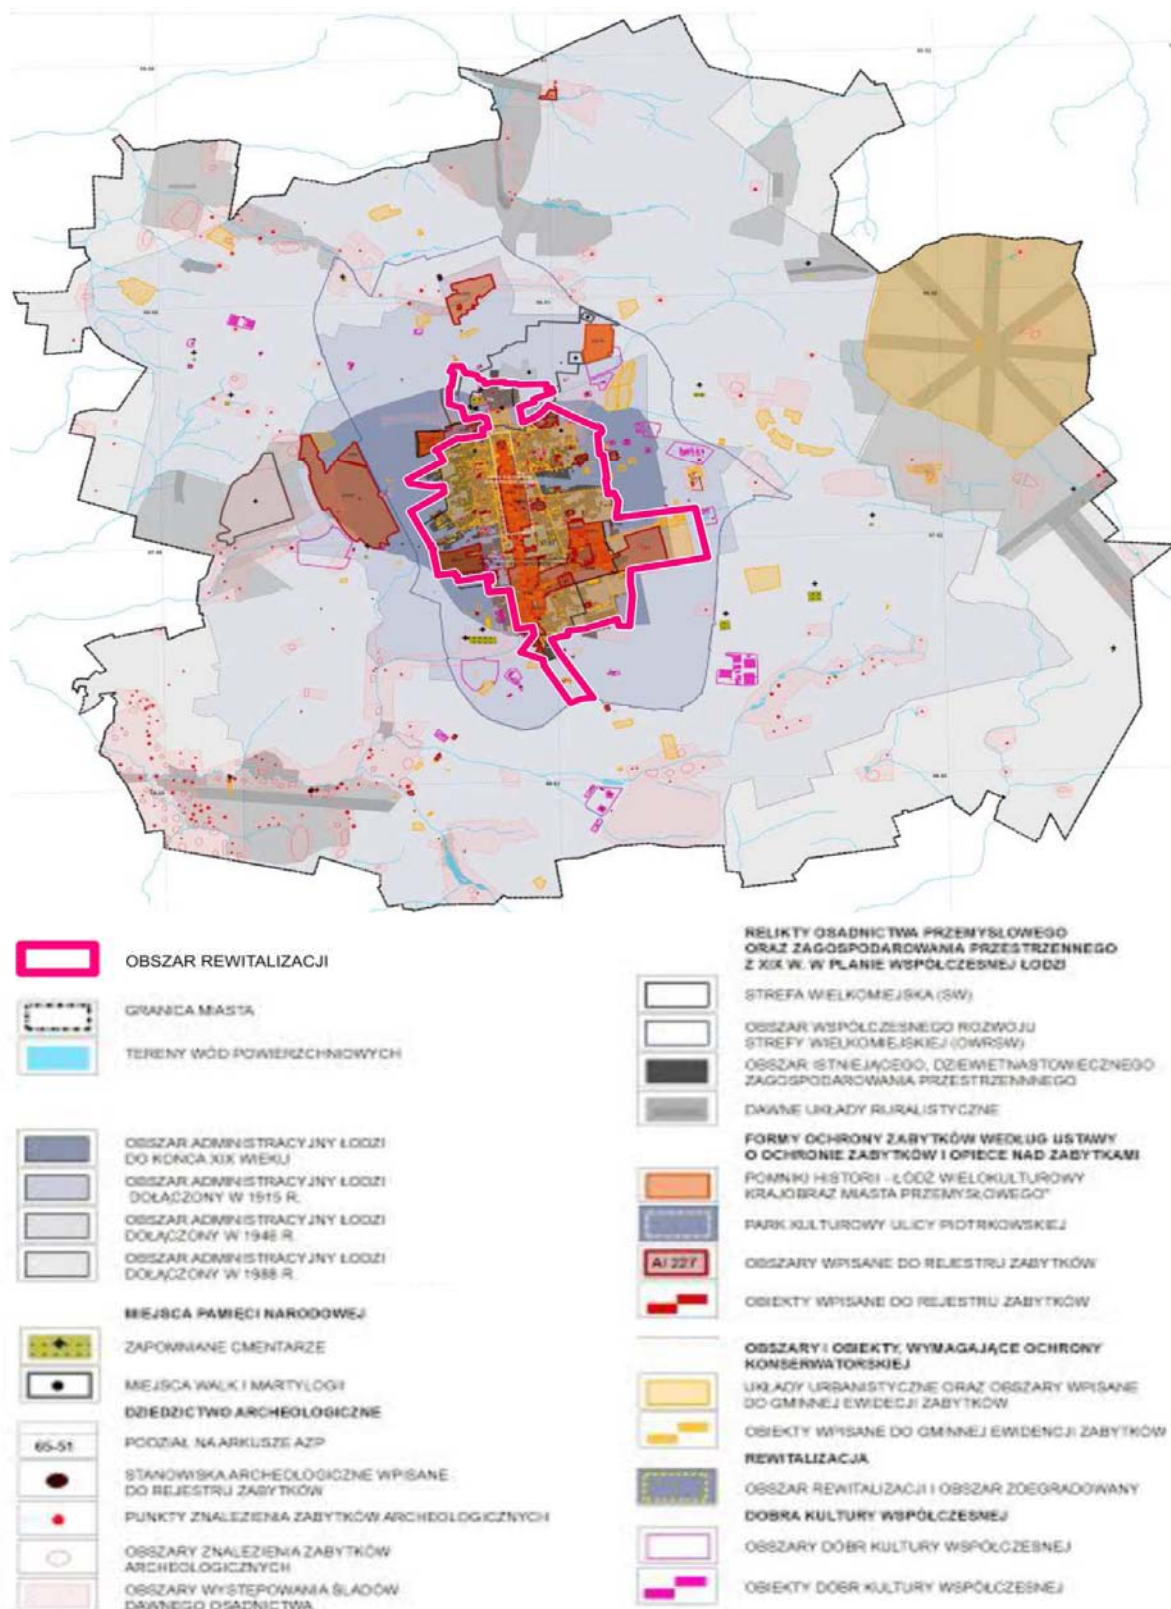 OBSZAR REWITALIZACJI
GRANICA MIASTA
TERENY WÓD POWIERZCHNIOWYCH
OBSZAR ADMINISTRACYJNY ŁODZI
DO KOŃCA XIX WIEKU
OBSZAR ADMINISTRACYJNY ŁODZI
DOŁĄCZONY W 1915 R.
OBSZAR ADMINISTRACYJNY ŁODZI
DOŁĄCZONY W 1946 R.
OBSZAR ADMINISTRACYJNY ŁODZI
DOŁĄCZONY W 1988 R.
MIEJSCA PAMIĘCI NARODOWEJ
ZAPOMNIANE CMENTARZE
MIEJSCA WALK I MARTYLOGII
DZIEDZICTWO ARCHEOLOGICZNE
65-51
PODZIAŁ NA ARKUSZE AZP
STANOWISKA ARCHEOLOGICZNE WPISANE
DO REJESTRU ZABYTKÓW
PUNKTY ZNALEZIENIA ZABYTKÓW ARCHEOLOGICZNYCH
OBSZARY ZNALEZIENIA ZABYTKÓW
ARCHEOLOGICZNYCH
OBSZARY WYSTĘPOWANIA ŚLADÓW
DAWNEGO OSADNICTWA
RELIKTY OSADNICTWA PRZEMYSŁOWEGO
ORAZ ZAGOSPODAROWANIA PRZESTRZENNEGO
Z XIX W. W PLANIE WSPÓŁCZESNEJ ŁODZI
STREFA WIELKOMIEJSKA (SW)
OBSZAR WSPÓŁCZESNEGO ROZWOJU
STREFY WIELKOMIEJSKIEJ (OWRSW)
OBSZAR ISTNIEJĄCEGO, DZIEWIETNASTOWIECZNEGO
ZAGOSPODAROWANIA PRZESTRZENNNEGO
DAWNE UKŁADY RURALISTYCZNE
FORMY OCHRONY ZABYTKÓW WEDŁUG USTAWY
O OCHRONIE ZABYTKÓW I OPIECE NAD ZABYTKAMI
POMNIKI HISTORII - ŁÓDŹ WIELOKULTUROWY
KRAJOBRAZ MIASTA PRZEMYSŁOWEGO"
PARK KULTUROWY ULICY PIOTRKOWSKIEJ
A/ 227
OBSZARY WPISANE DO REJESTRU ZABYTKÓW
OBIEKTY WPISANE DO REJESTRU ZABYTKÓW
OBSZARY I OBIEKTY, WYMAGAJĄCE OCHRONY
KONSERWATORSKIEJ
UKŁADY URBANISTYCZNE ORAZ OBSZARY WPISANE
DO GMINNEJ EWIDECJI ZABYTKÓW
OBIEKTY WPISANE DO GMINNEJ EWIDENCJI ZABYTKÓW
REWITALIZACJA
OBSZAR REWITALIZACJI I OBSZAR ZDEGRADOWANY
DOBRA KULTURY WSPÓŁCZESNEJ
OBSZARY DÓBR KULTURY WSPÓŁCZESNEJ
OBIEKTY DÓBR KULTURY WSPÓŁCZESNEJ